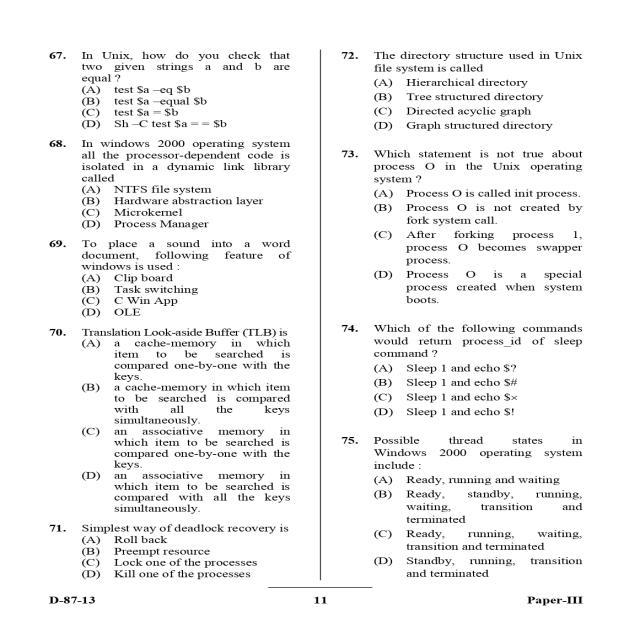 67. In Unix, how do you check that
two given strings a and b are
equal ?
(A) test $a –eq $b
(B) test $a –equal $b
(C) test $a = $b
(D) Sh –C test $a = = $b
68. In windows 2000 operating system
all the processor-dependent code is
isolated in a dynamic link library
called
(A) NTFS file system
(B) Hardware abstraction layer
(C) Microkernel
(D) Process Manager
69. To place a sound into a word
document, following feature of
windows is used :
(A) Clip board
(B) Task switching
(C) C Win App
(D) OLE
70. Translation Look-aside Buffer (TLB) is
(A) a cache-memory in which
item to be searched is
compared one-by-one with the
keys.
(B) a cache-memory in which item
to be searched is compared
with all the keys
simultaneously.
(C) an associative memory in
which item to be searched is
compared one-by-one with the
keys.
(D) an associative memory in
which item to be searched is
compared with all the keys
simultaneously.
71. Simplest way of deadlock recovery is
(A) Roll back
(B) Preempt resource
(C) Lock one of the processes
(D) Kill one of the processes
72. The directory structure used in Unix
file system is called
(A) Hierarchical directory
(B) Tree structured directory
(C) Directed acyclic graph
(D) Graph structured directory
73. Which statement is not true about
process O in the Unix operating
system ?
(A) Process O is called init process.
(B) Process O is not created by
fork system call.
(C) After forking process 1,
process O becomes swapper
process.
(D) Process O is a special
process created when system
boots.
74. Which of the following commands
would return process_id of sleep
command ?
(A) Sleep 1 and echo $?
(B) Sleep 1 and echo $#
(C) Sleep 1 and echo $×
(D) Sleep 1 and echo $!
75. Possible thread states in
Windows 2000 operating system
include :
(A) Ready, running and waiting
(B) Ready, standby, running,
waiting, transition and
terminated
(C) Ready, running, waiting,
transition and terminated
(D) Standby, running, transition
and terminated
D-87-13 11 Paper-III